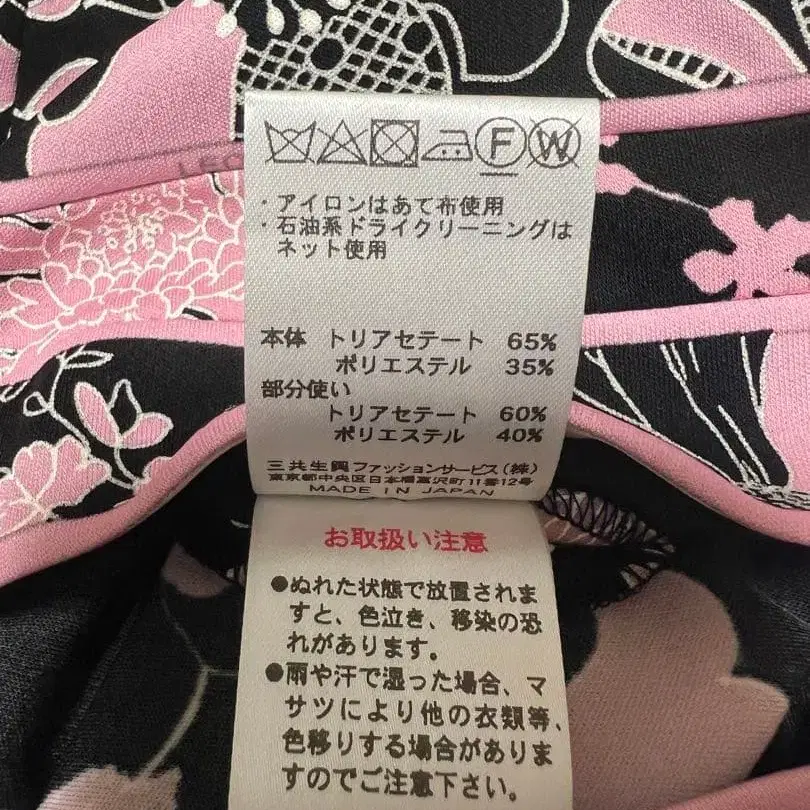 F W
LEO
・アイロンはあて布使用
・石油系ドライクリーニングは
ネット使用
本体 トリアセテート 65%
ポリエステル 35%
部分使い
トリアセテート 60%
ポリエステル 40%
三共生興ファッションサービス(株)
東京都中央区日本橋富沢町11番12号
MADE IN JAPAN
お取扱い注意
●ぬれた状態で放置されま
すと、色泣き、移染の恐
れがあります。
●雨や汗で湿った場合、マ
サツにより他の衣類等、
色移りする場合がありま
すのでご注意下さい。